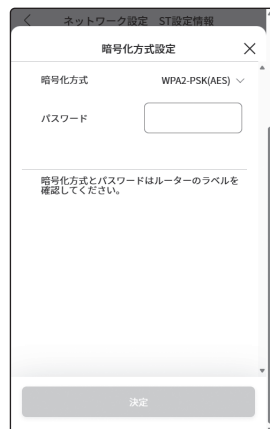 ネットワーク設定 ST設定情報
暗号化方式設定
暗号化方式 WPA2-PSK(AES)
パスワード
暗号化方式とパスワードはルーターのラベルを
確認してください。
決定